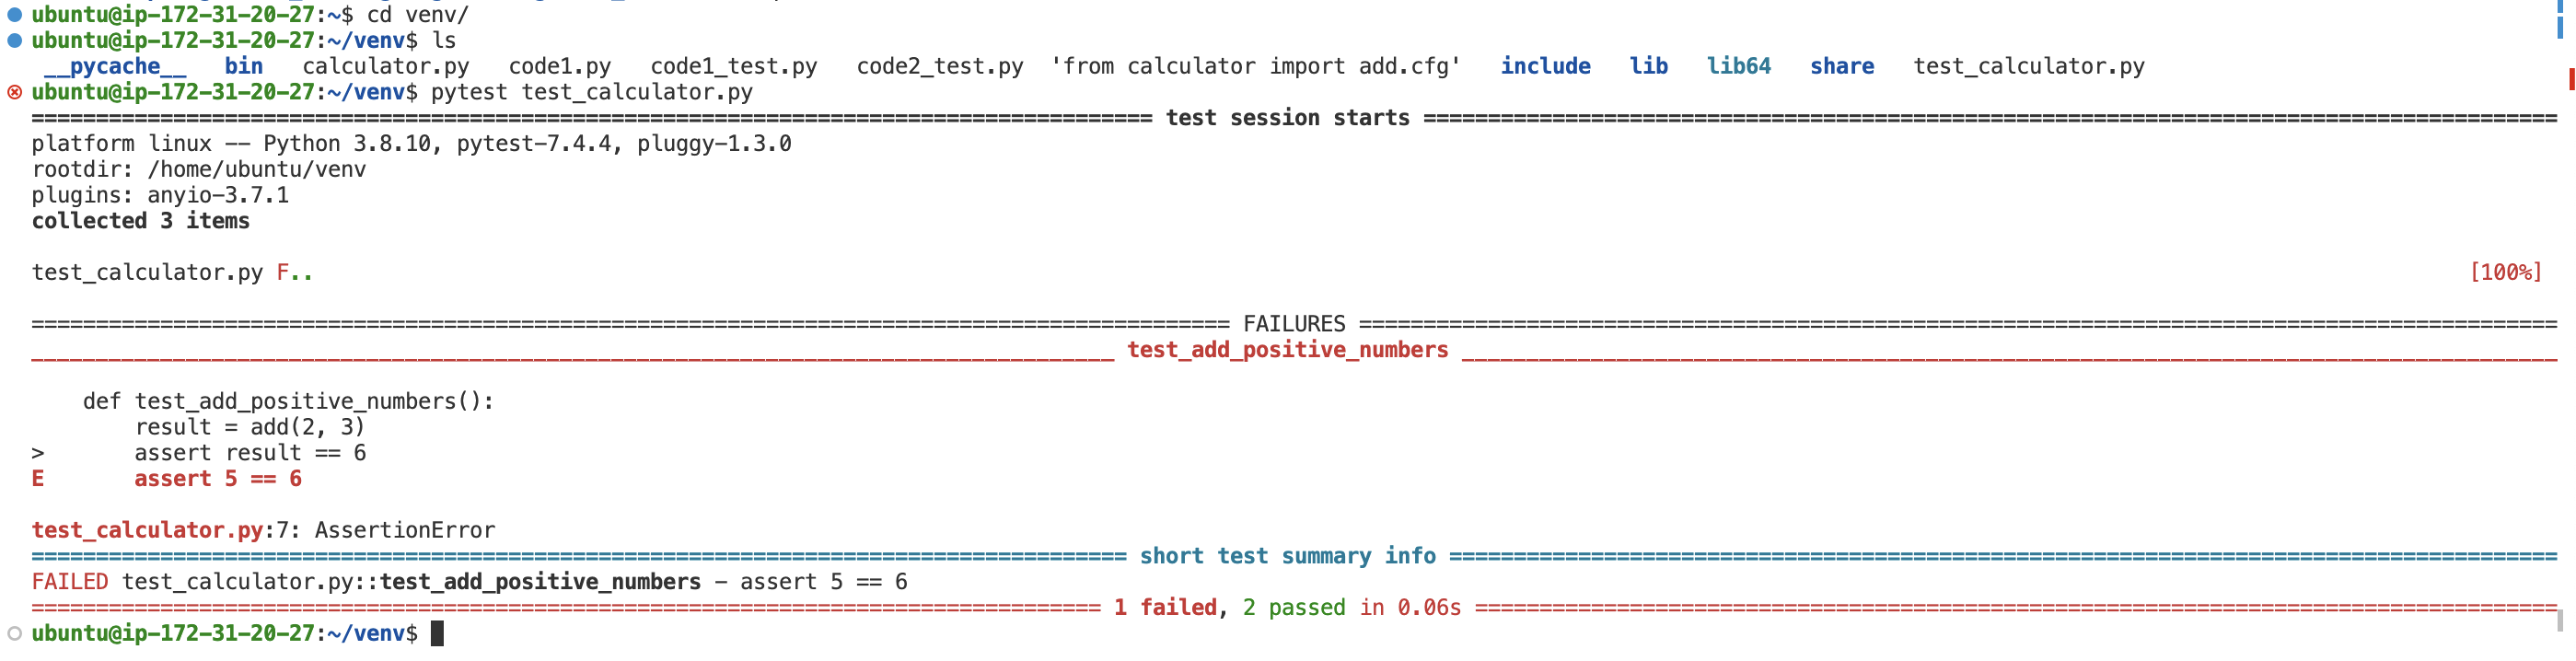 ubuntu@ip-172-31-20-27:~$ cd venv/
ubuntu@ip-172-31-20-27:~/venv$ ls
__pycache__ bin calculator.py code1.py code1_test.py code2_test.py 'from calculator import add.cfg' include lib lib64 share test_calculator.py
ubuntu@ip-172-31-20-27:~/venv$ pytest test_calculator.py
test session starts
platform linux -- Python 3.8.10, pytest-7.4.4, pluggy-1.3.0
rootdir: /home/ubuntu/venv
plugins: anyio-3.7.1
collected 3 items
test_calculator.py F.. [100%]
FAILURES
test_add_positive_numbers
def test_add_positive_numbers():
result = add(2, 3)
> assert result == 6
E assert 5 == 6
test_calculator.py:7: AssertionError
short test summary info
FAILED test_calculator.py::test_add_positive_numbers - assert 5 == 6
1 failed, 2 passed in 0.06s
ubuntu@ip-172-31-20-27:~/venv$